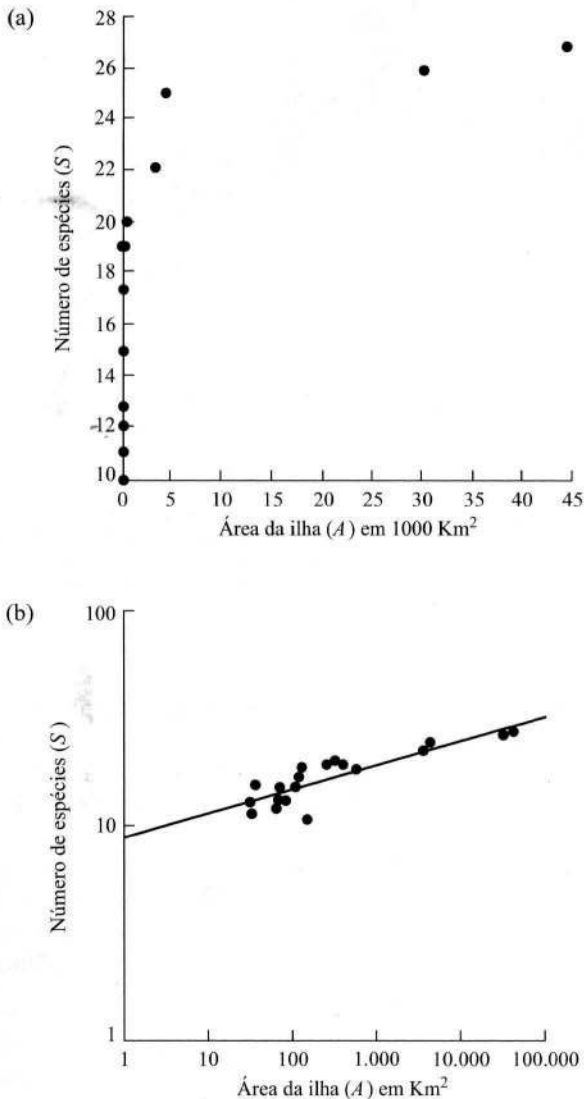 (a)
Número de espécies (S)
28
26
24
22
20
18
16
14
12
10
0 5 10 15 20 25 30 35 40 45
Área da ilha (A) em 1000 Km²
(b)
Número de espécies (S)
100
10
1
1 10 100 1.000 10.000 100.000
Área da ilha (A) em Km²